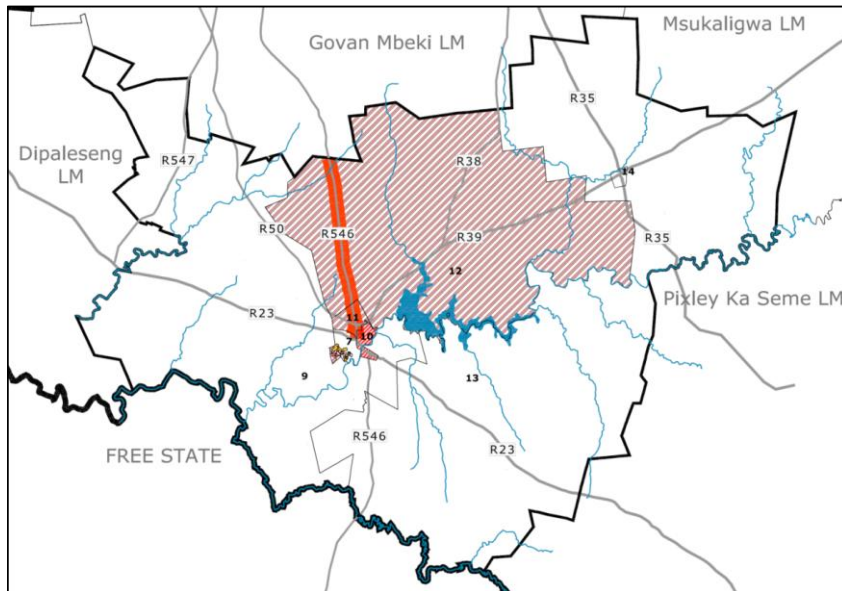 Msukaligwa LM
Govan Mbeki LM
R35
Dipaleseng
LM
R547
R38
14
R50
R546
R39
R35
12
Pixley Ka Seme LM
R23
11
10
7
9
13
R546
R23
FREE STATE